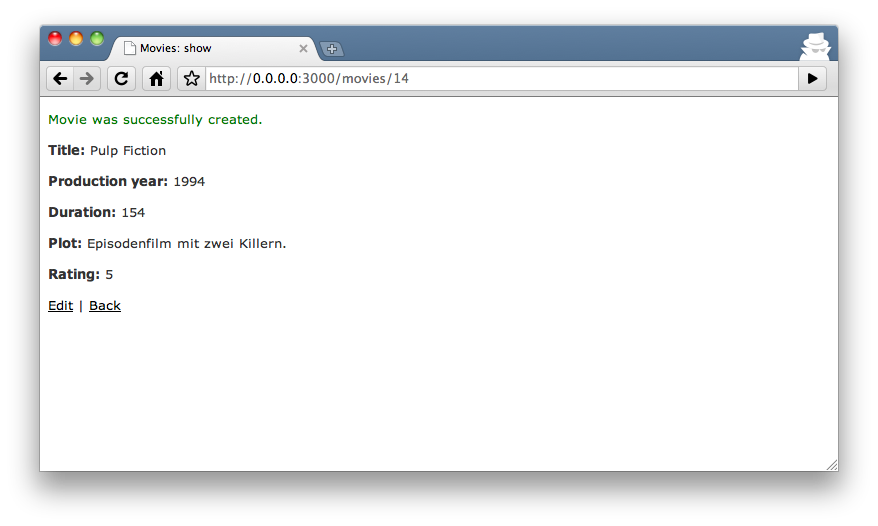 Movies: show
http://0.0.0.0:3000/movies/14
Movie was successfully created.
Title: Pulp Fiction
Production year: 1994
Duration: 154
Plot: Episodenfilm mit zwei Killern.
Rating: 5
Edit | Back